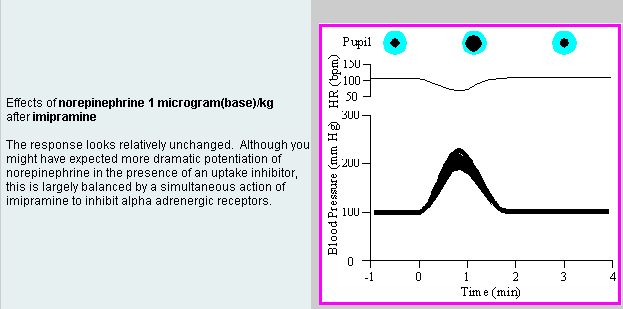 Effects of norepinephrine 1 microgram(base)/kg
after imipramine
The response looks relatively unchanged.  Although you
might have expected more dramatic potentiation of
norepinephrine in the presence of an uptake inhibitor,
this is largely balanced by a simultaneous action of
imipramine to inhibit alpha adrenergic receptors.
Pupil
HR (bpm)
150
100
50
Blood Pressure (mm Hg)
300
200
100
0
-1 0 1 2 3 4
Time (min)